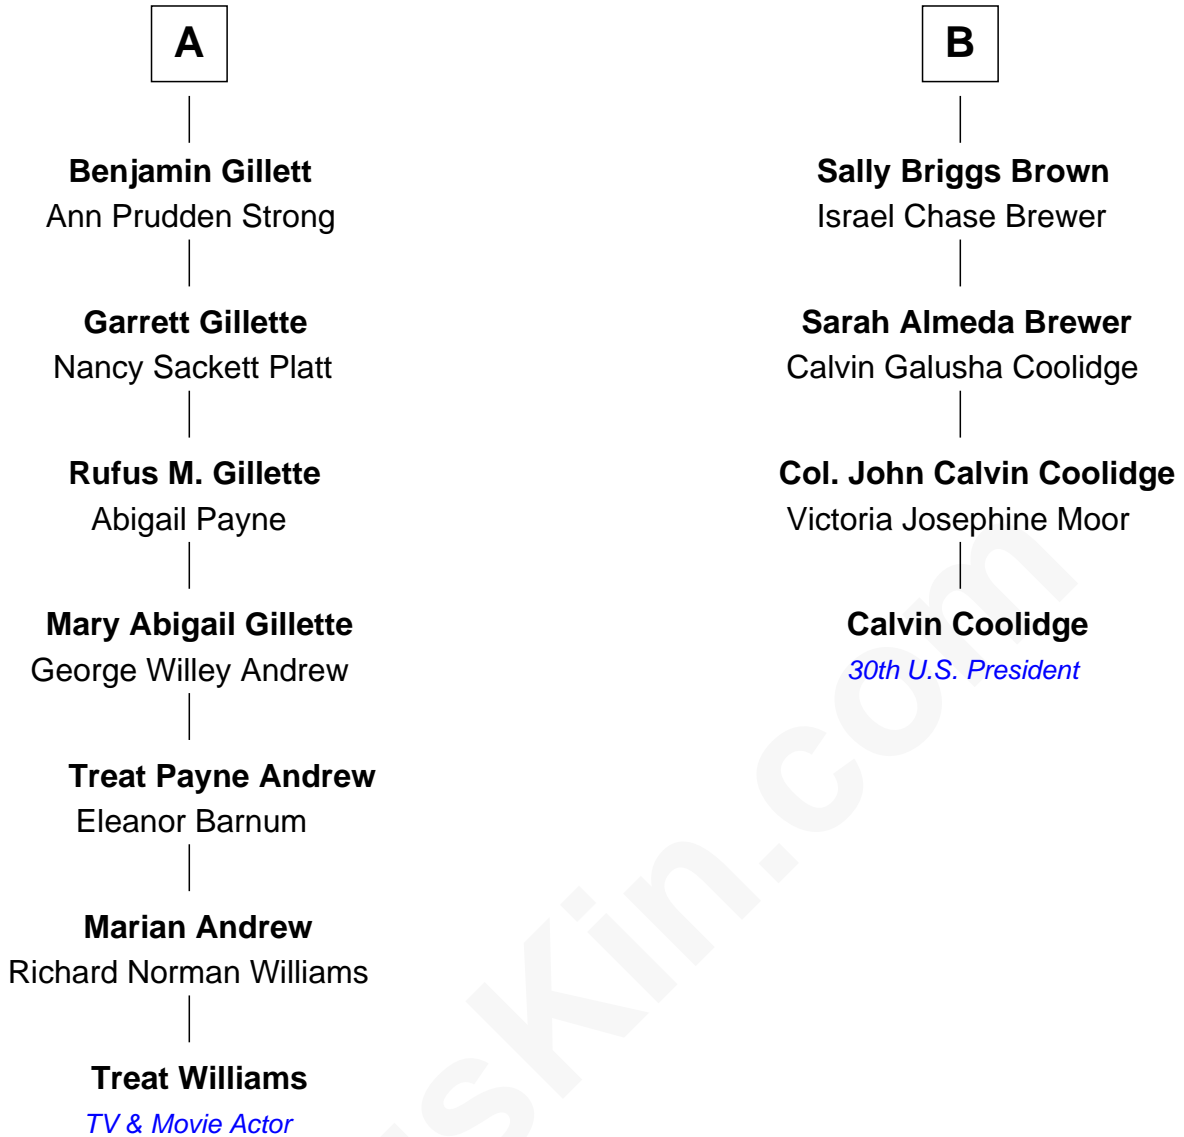 A
Benjamin Gillett
Ann Prudden Strong
Garrett Gillette
Nancy Sackett Platt
Rufus M. Gillette
Abigail Payne
Mary Abigail Gillette
George Willey Andrew
Treat Payne Andrew
Eleanor Barnum
Marian Andrew
Richard Norman Williams
Treat Williams
TV & Movie Actor
B
Sally Briggs Brown
Israel Chase Brewer
Sarah Almeda Brewer
Calvin Galusha Coolidge
Col. John Calvin Coolidge
Victoria Josephine Moor
Calvin Coolidge
30th U.S. President
sKin.com